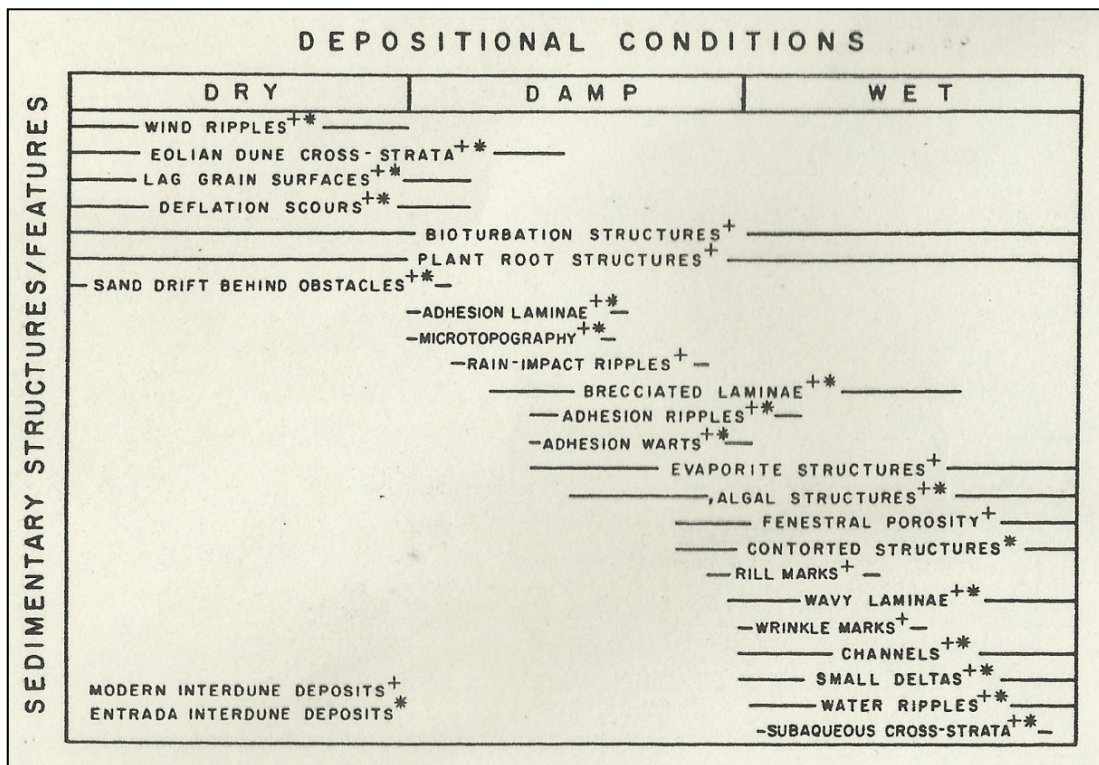 DEPOSITIONAL CONDITIONS
DRY DAMP WET
SEDIMENTARY STRUCTURES/FEATURES
WIND RIPPLES+*
EOLIAN DUNE CROSS-STRATA+*
LAG GRAIN SURFACES+*
DEFLATION SCOURS+*
BIOTURBATION STRUCTURES+
PLANT ROOT STRUCTURES+
SAND DRIFT BEHIND OBSTACLES+*
ADHESION LAMINAE+*
MICROTOPOGRAPHY+*
RAIN-IMPACT RIPPLES+
BRECCIATED LAMINAE+*
ADHESION RIPPLES+*
ADHESION WARTS+*
EVAPORITE STRUCTURES+
ALGAL STRUCTURES+*
FENESTRAL POROSITY+
CONTORTED STRUCTURES*
RILL MARKS+
WAVY LAMINAE+*
WRINKLE MARKS+
CHANNELS+*
SMALL DELTAS+*
WATER RIPPLES+*
SUBAQUEOUS CROSS-STRATA+*
MODERN INTERDUNE DEPOSITS+
ENTRADA INTERDUNE DEPOSITS*